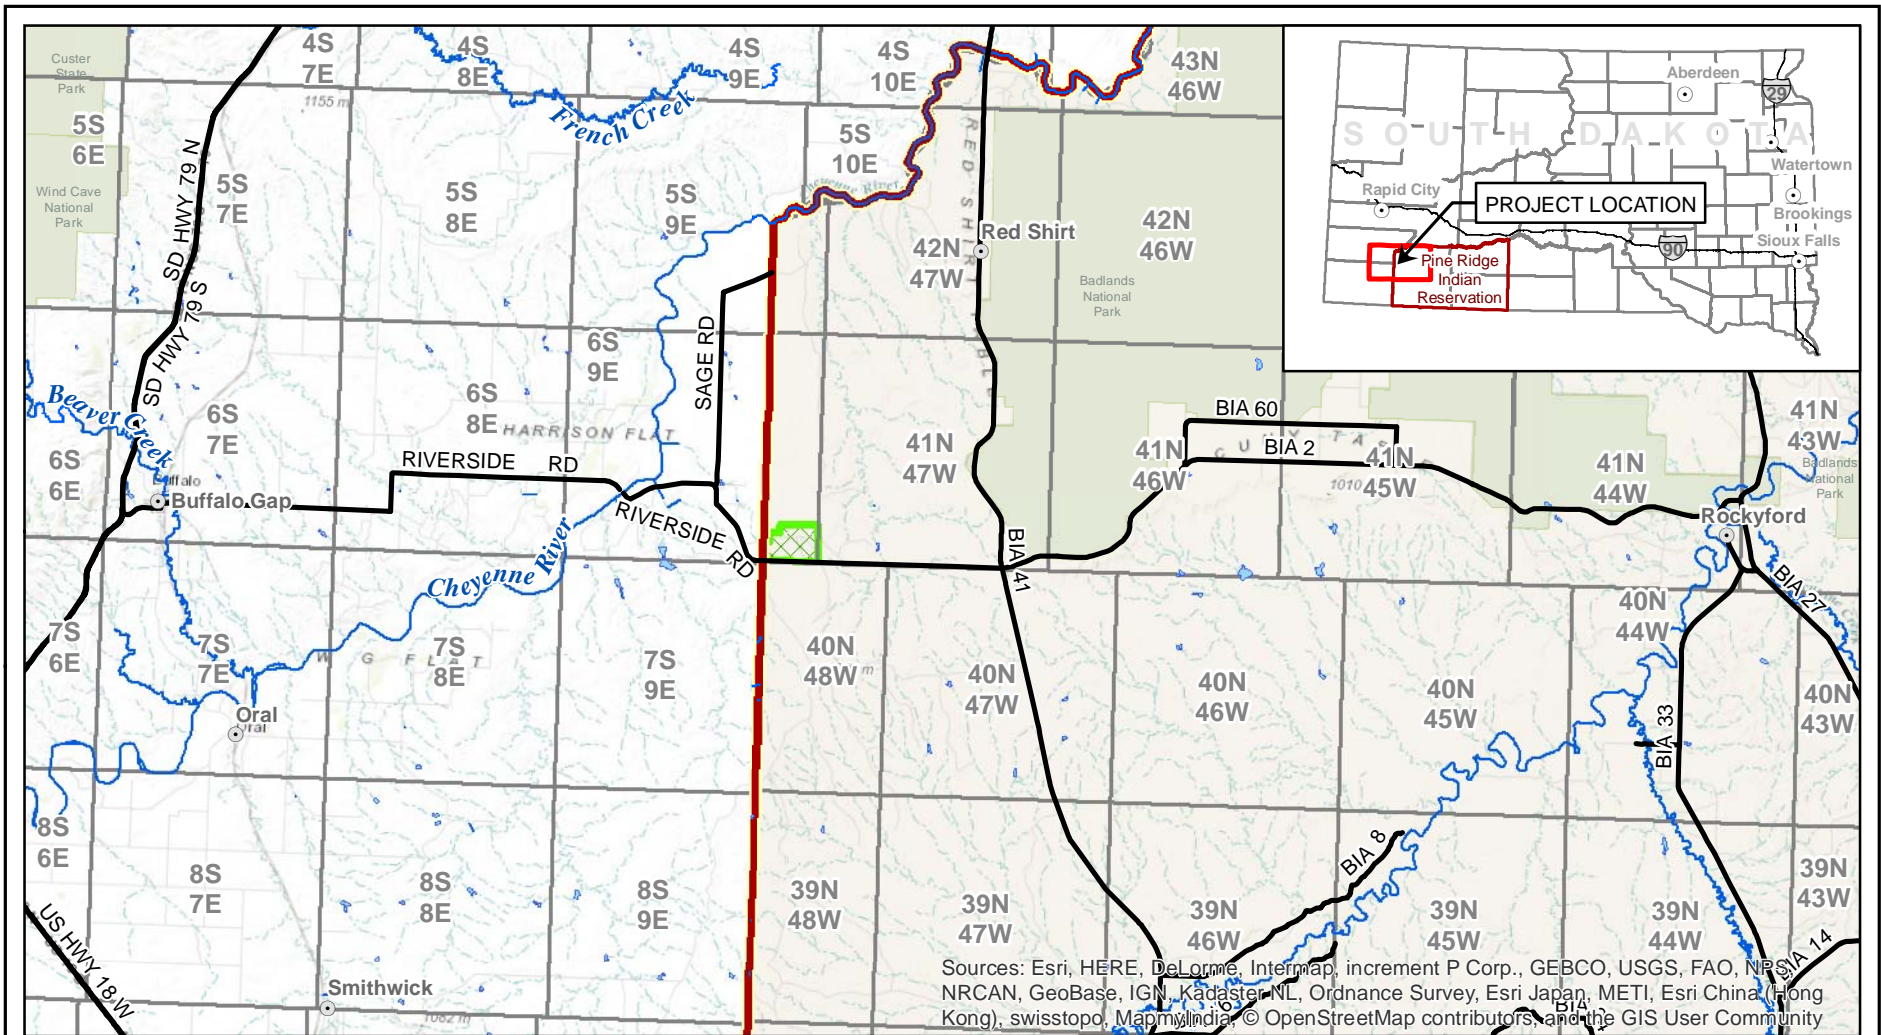 Custer
State
Park
4S
7E
4S
8E
4S
9E
4S
10E
43N
46W
1155 m
French Creek
5S
6E
SD HWY 79 N
5S
10E
RED SHIRT
Wind Cave
National
Park
5S
7E
5S
8E
5S
9E
Cheyenne River
42N
47W
Red Shirt
42N
46W
Badlands
National
Park
SOUTH DAKOTA
Aberdeen
29
Watertown
Rapid City
PROJECT LOCATION
Brookings
Sioux Falls
90
Pine Ridge
Indian
Reservation
SD HWY 79 S
6S
9E
SAGE RD
Beaver Creek
6S
7E
6S
8E
HARRISON FLAT
41N
47W
BIA 60
BIA 2
41N
46W
41N
45W
1010
41N
44W
41N
43W
Badlands
National
Park
6S
6E
RIVERSIDE RD
Buffalo Gap
RIVERSIDE RD
Rockyford
BIA 41
Cheyenne River
BIA 27
7S
6E
7S
7E
7S
8E
W G FLAT
7S
9E
40N
48W
m
40N
47W
40N
46W
40N
45W
40N
44W
40N
43W
Oral
Oral
BIA 33
8S
6E
8S
7E
8S
8E
8S
9E
39N
48W
39N
47W
39N
46W
BIA 8
39N
45W
39N
44W
39N
43W
US HWY 18 W
Smithwick
1082 m
BIA 14
BIA
Sources: Esri, HERE, DeLorme, Intermap, increment P Corp., GEBCO, USGS, FAO, NPS,
NRCAN, GeoBase, IGN, Kadaster NL, Ordnance Survey, Esri Japan, METI, Esri China (Hong
Kong), swisstopo, MapmyIndia, © OpenStreetMap contributors, and the GIS User Community